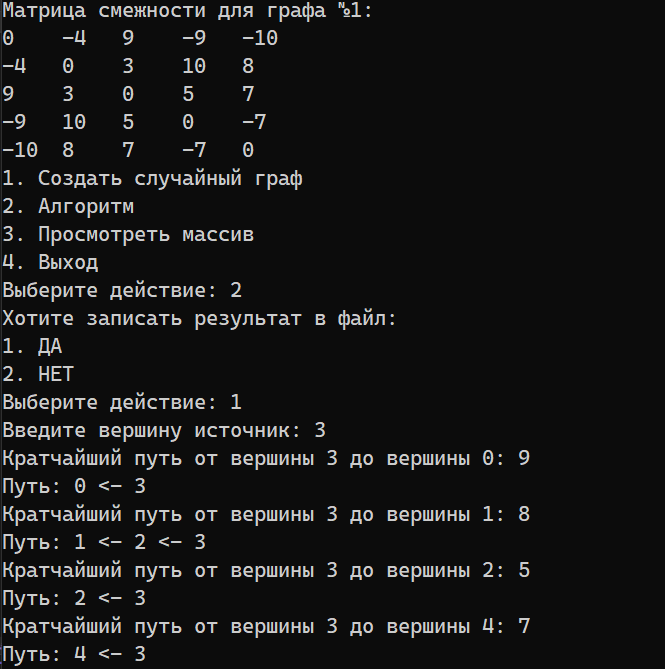 Матрица смежности для графа №1:
0 -4 9 -9 -10
-4 0 3 10 8
9 3 0 5 7
-9 10 5 0 -7
-10 8 7 -7 0
1. Создать случайный граф
2. Алгоритм
3. Просмотреть массив
4. Выход
Выберите действие: 2
Хотите записать результат в файл:
1. ДА
2. НЕТ
Выберите действие: 1
Введите вершину источник: 3
Кратчайший путь от вершины 3 до вершины 0: 9
Путь: 0 <- 3
Кратчайший путь от вершины 3 до вершины 1: 8
Путь: 1 <- 2 <- 3
Кратчайший путь от вершины 3 до вершины 2: 5
Путь: 2 <- 3
Кратчайший путь от вершины 3 до вершины 4: 7
Путь: 4 <- 3